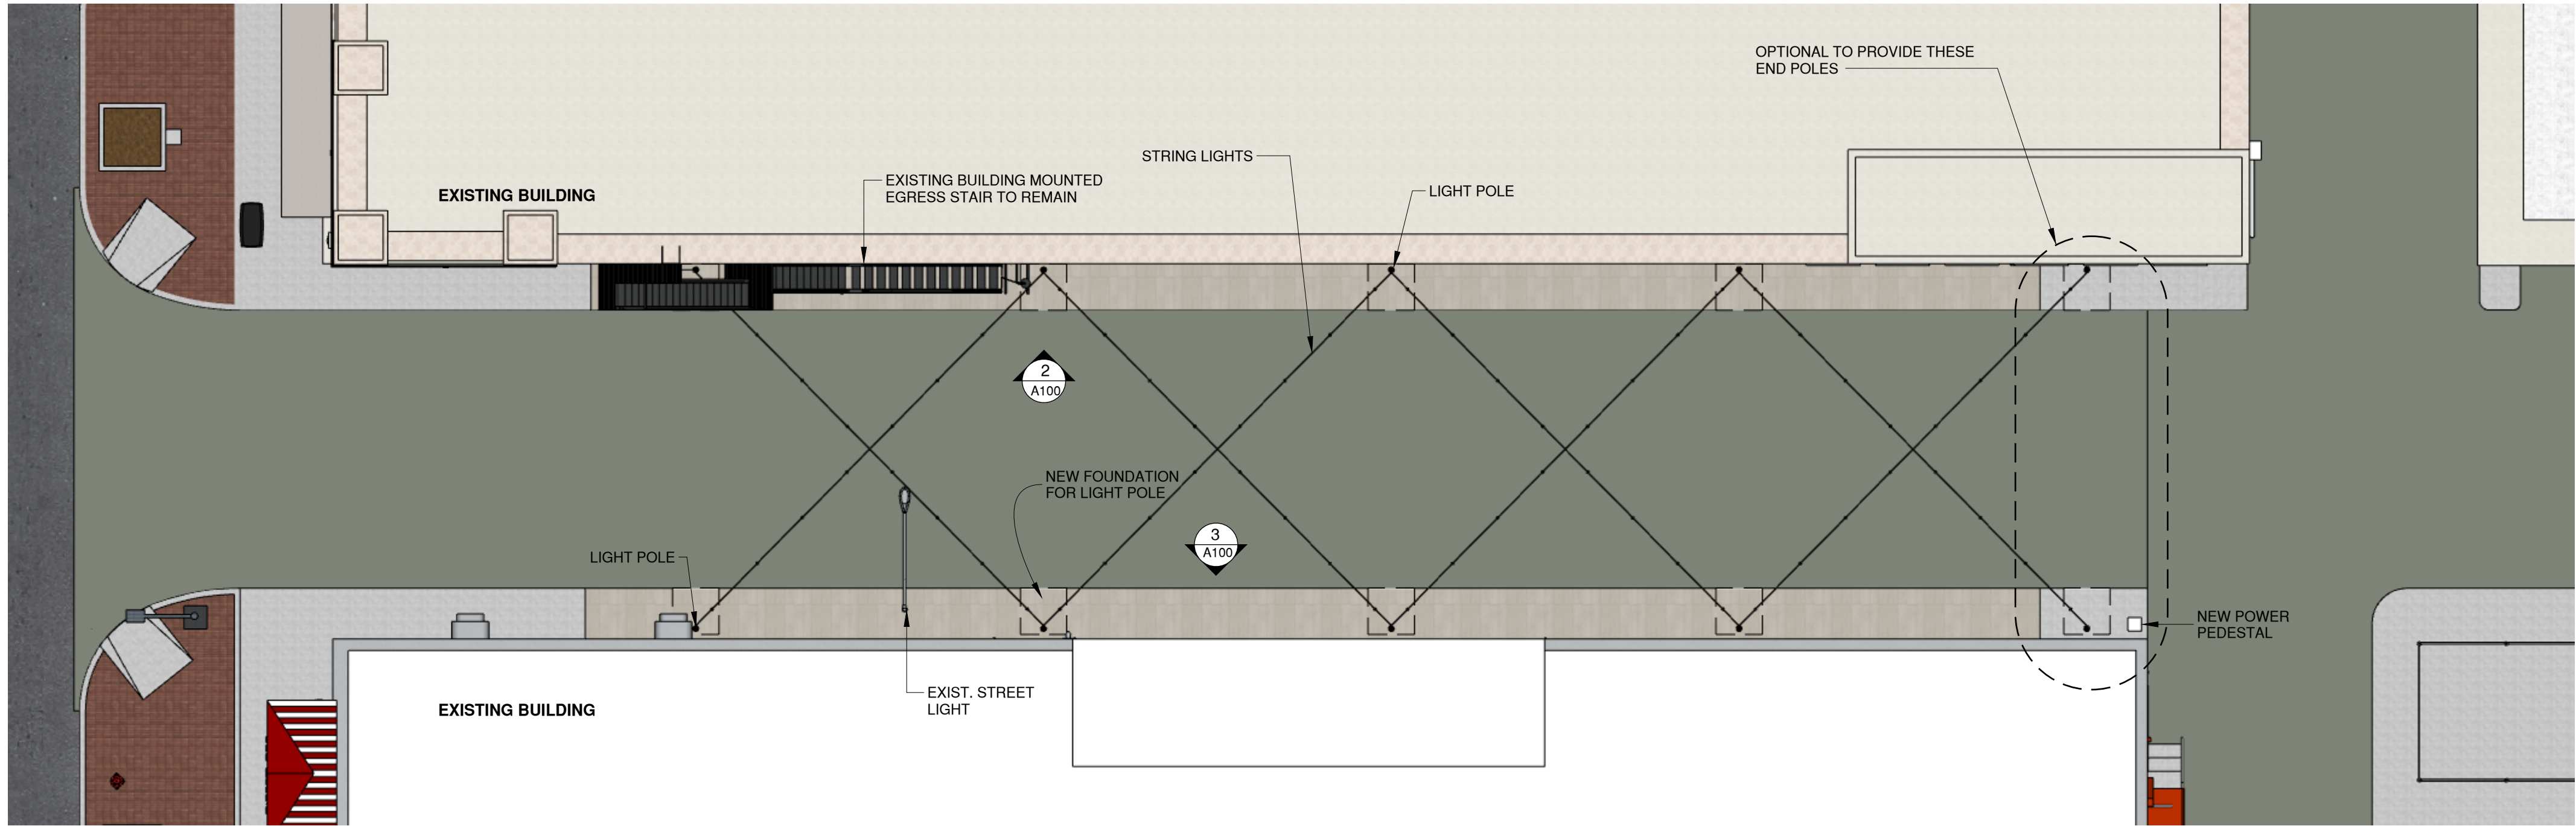 OPTIONAL TO PROVIDE THESE
END POLES
STRING LIGHTS
EXISTING BUILDING MOUNTED
EGRESS STAIR TO REMAIN
LIGHT POLE
EXISTING BUILDING
2
A100
NEW FOUNDATION
FOR LIGHT POLE
3
A100
LIGHT POLE
NEW POWER
PEDESTAL
EXIST. STREET
LIGHT
EXISTING BUILDING